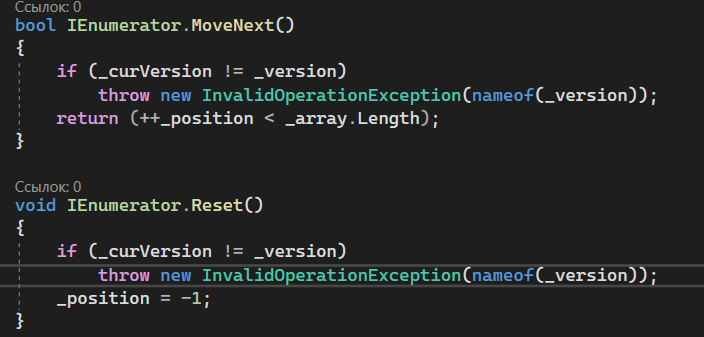 Ссылок: 0
bool IEnumerator.MoveNext()
{
    if (_curVersion != _version)
        throw new InvalidOperationException(nameof(_version));
    return (++_position < _array.Length);
}
Ссылок: 0
void IEnumerator.Reset()
{
    if (_curVersion != _version)
        throw new InvalidOperationException(nameof(_version));
    _position = -1;
}